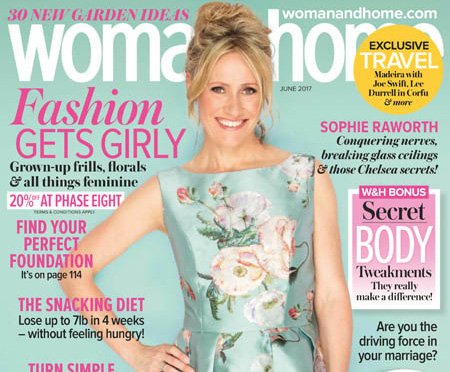 30 NEW GARDEN IDEAS
womanandhome.com
woman&home
JUNE 2017
EXCLUSIVE
TRAVEL
Madeira with
Joe Swift, Lee
Durrell in Corfu
& more
Fashion
GETS GIRLY
Grown-up frills, florals
& all things feminine
20% OFF AT PHASE EIGHT
TERMS & CONDITIONS APPLY
FIND YOUR
PERFECT
FOUNDATION
It's on page 114
THE SNACKING DIET
Lose up to 7lb in 4 weeks
– without feeling hungry!
TURN SIMPLE
SOPHIE RAWORTH
Conquering nerves,
breaking glass ceilings
& those Chelsea secrets!
W&H BONUS
Secret
BODY
Tweakments
They really
make a difference!
Are you the
driving force in
your marriage?